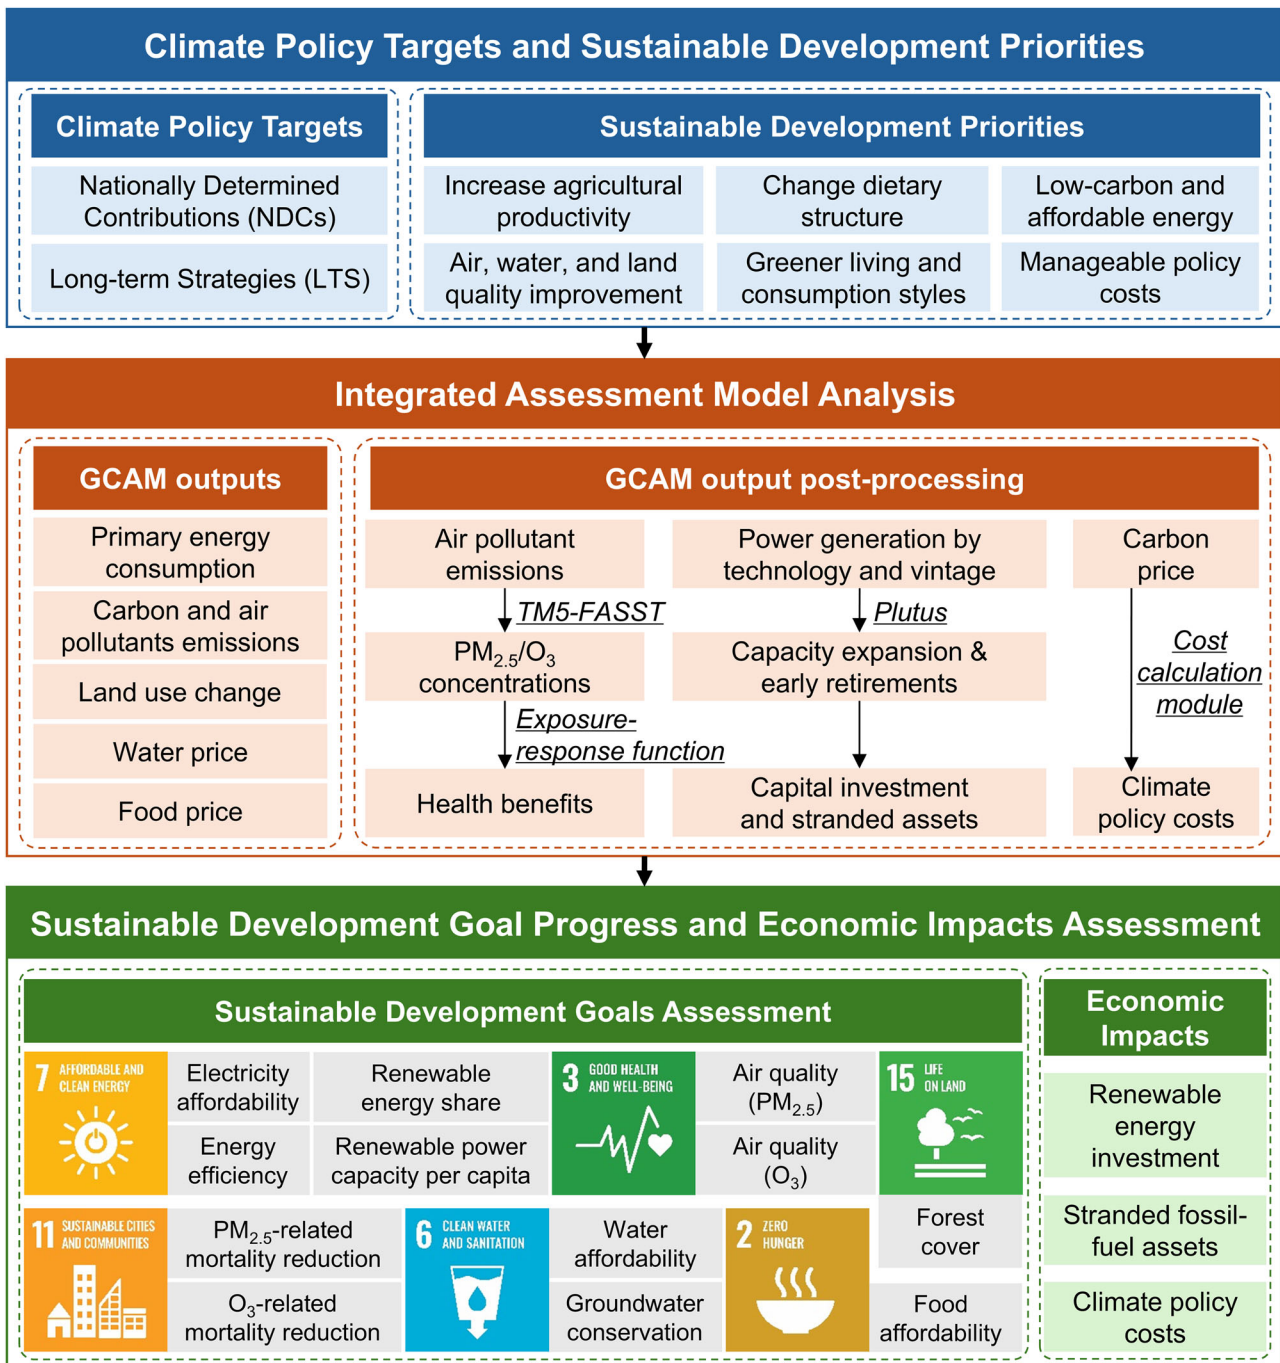 Climate Policy Targets and Sustainable Development Priorities
Climate Policy Targets
Nationally Determined
Contributions (NDCs)
Long-term Strategies (LTS)
Sustainable Development Priorities
Increase agricultural
productivity
Change dietary
structure
Low-carbon and
affordable energy
Air, water, and land
quality improvement
Greener living and
consumption styles
Manageable policy
costs
Integrated Assessment Model Analysis
GCAM outputs
Primary energy
consumption
Carbon and air
pollutants emissions
Land use change
Water price
Food price
GCAM output post-processing
Air pollutant
emissions
TM5-FASST
PM2.5/O3
concentrations
Exposure-
response function
Health benefits
Power generation by
technology and vintage
Plutus
Capacity expansion &
early retirements
Capital investment
and stranded assets
Carbon
price
Cost
calculation
module
Climate
policy costs
Sustainable Development Goal Progress and Economic Impacts Assessment
Sustainable Development Goals Assessment
7 AFFORDABLE AND
CLEAN ENERGY
Electricity
affordability
Renewable
energy share
Energy
efficiency
Renewable power
capacity per capita
3 GOOD HEALTH
AND WELL-BEING
Air quality
(PM2.5)
Air quality
(O3)
15 LIFE
ON LAND
Forest
cover
11 SUSTAINABLE CITIES
AND COMMUNITIES
PM2.5-related
mortality reduction
O3-related
mortality reduction
6 CLEAN WATER
AND SANITATION
Water
affordability
Groundwater
conservation
2 ZERO
HUNGER
Food
affordability
Economic
Impacts
Renewable
energy
investment
Stranded fossil-
fuel assets
Climate policy
costs